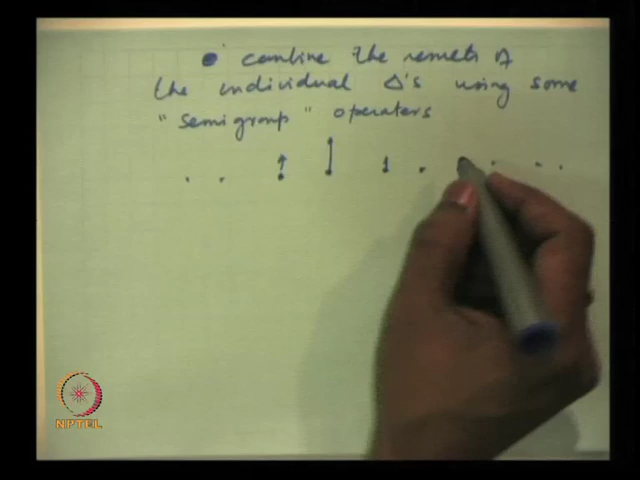 • combine the results of
the individual Δ's using some
"semigroup" operators
NPTEL